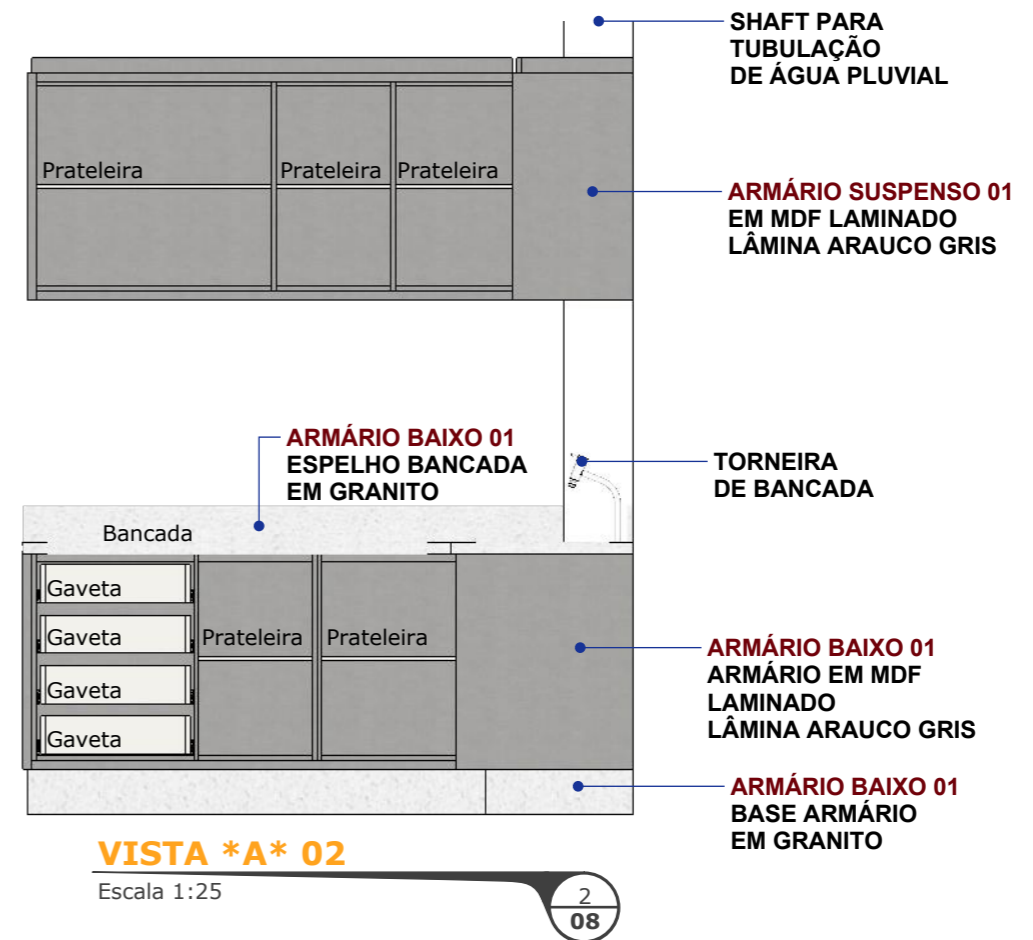 SHAFT PARA
TUBULAÇÃO
DE ÁGUA PLUVIAL
Prateleira
Prateleira
Prateleira
ARMÁRIO SUSPENSO 01
EM MDF LAMINADO
LÂMINA ARAUCO GRIS
ARMÁRIO BAIXO 01
ESPELHO BANCADA
EM GRANITO
TORNEIRA
DE BANCADA
Bancada
Gaveta
Gaveta
Prateleira
Prateleira
Gaveta
Gaveta
ARMÁRIO BAIXO 01
ARMÁRIO EM MDF
LAMINADO
LÂMINA ARAUCO GRIS
ARMÁRIO BAIXO 01
BASE ARMÁRIO
EM GRANITO
VISTA *A* 02
Escala 1:25
2
08